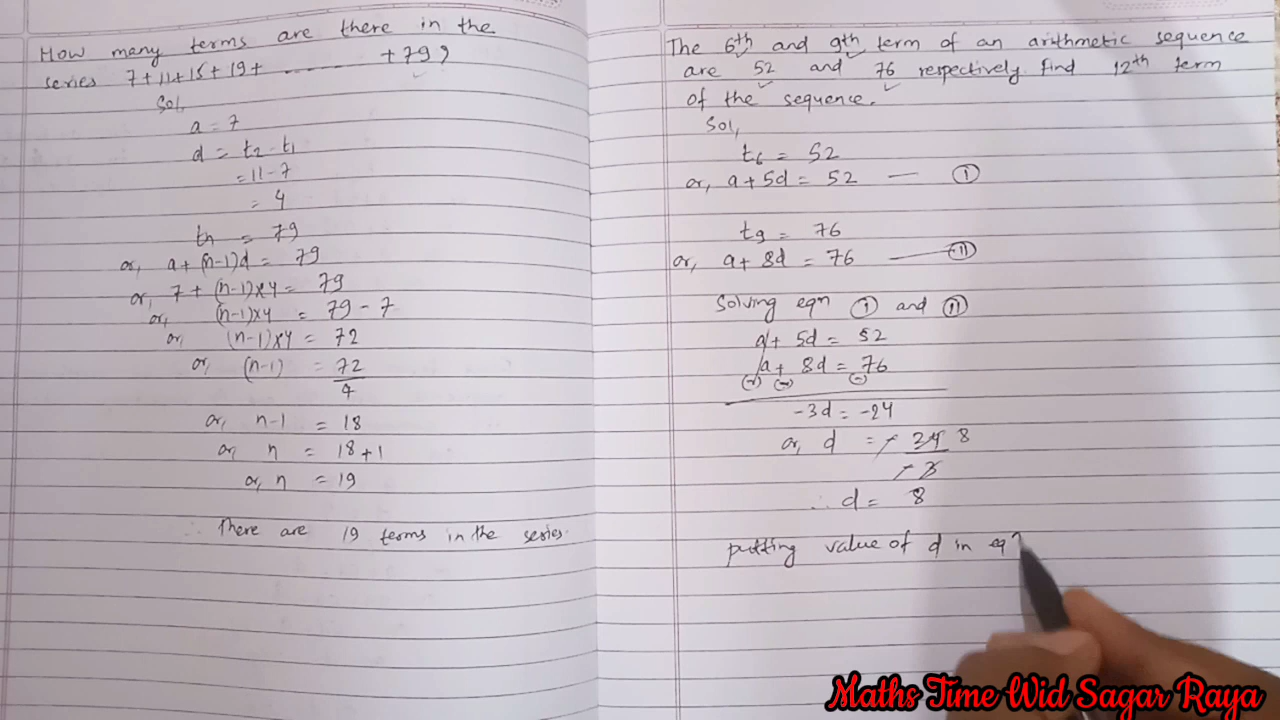 How many terms are there in the
series 7+11+15+19+ ------- +79?
Sol,
a = 7
d = t2 - t1
= 11 - 7
= 4
tn = 79
or, a + (n-1)d = 79
or, 7 + (n-1)×4 = 79
or, (n-1)×4 = 79 - 7
or, (n-1)×4 = 72
or, (n-1) = 72
4
or, n-1 = 18
or, n = 18+1
or, n = 19
∴ There are 19 terms in the series.
The 6th and 9th term of an arithmetic sequence
are 52 and 76 respectively. Find 12th term
of the sequence.
Sol,
t6 = 52
or, a + 5d = 52 — (I)
t9 = 76
or, a + 8d = 76 — (II)
Solving eqn (I) and (II)
a + 5d = 52
a + 8d = 76
(-) (-) (-)
-3d = -24
or, d = -24 8
-3
∴ d = 8
putting value of d in eqn
Maths Time Wid Sagar Raya